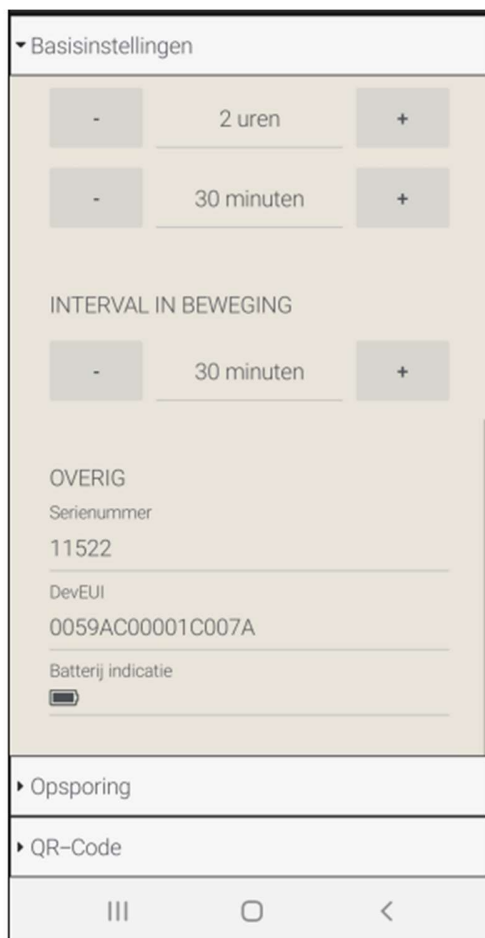 Basisinstellingen
- 2 uren +
- 30 minuten +
INTERVAL IN BEWEGING
- 30 minuten +
OVERIG
Serienummer
11522
DevEUI
0059AC00001C007A
Batterij indicatie
Opsporing
QR-Code